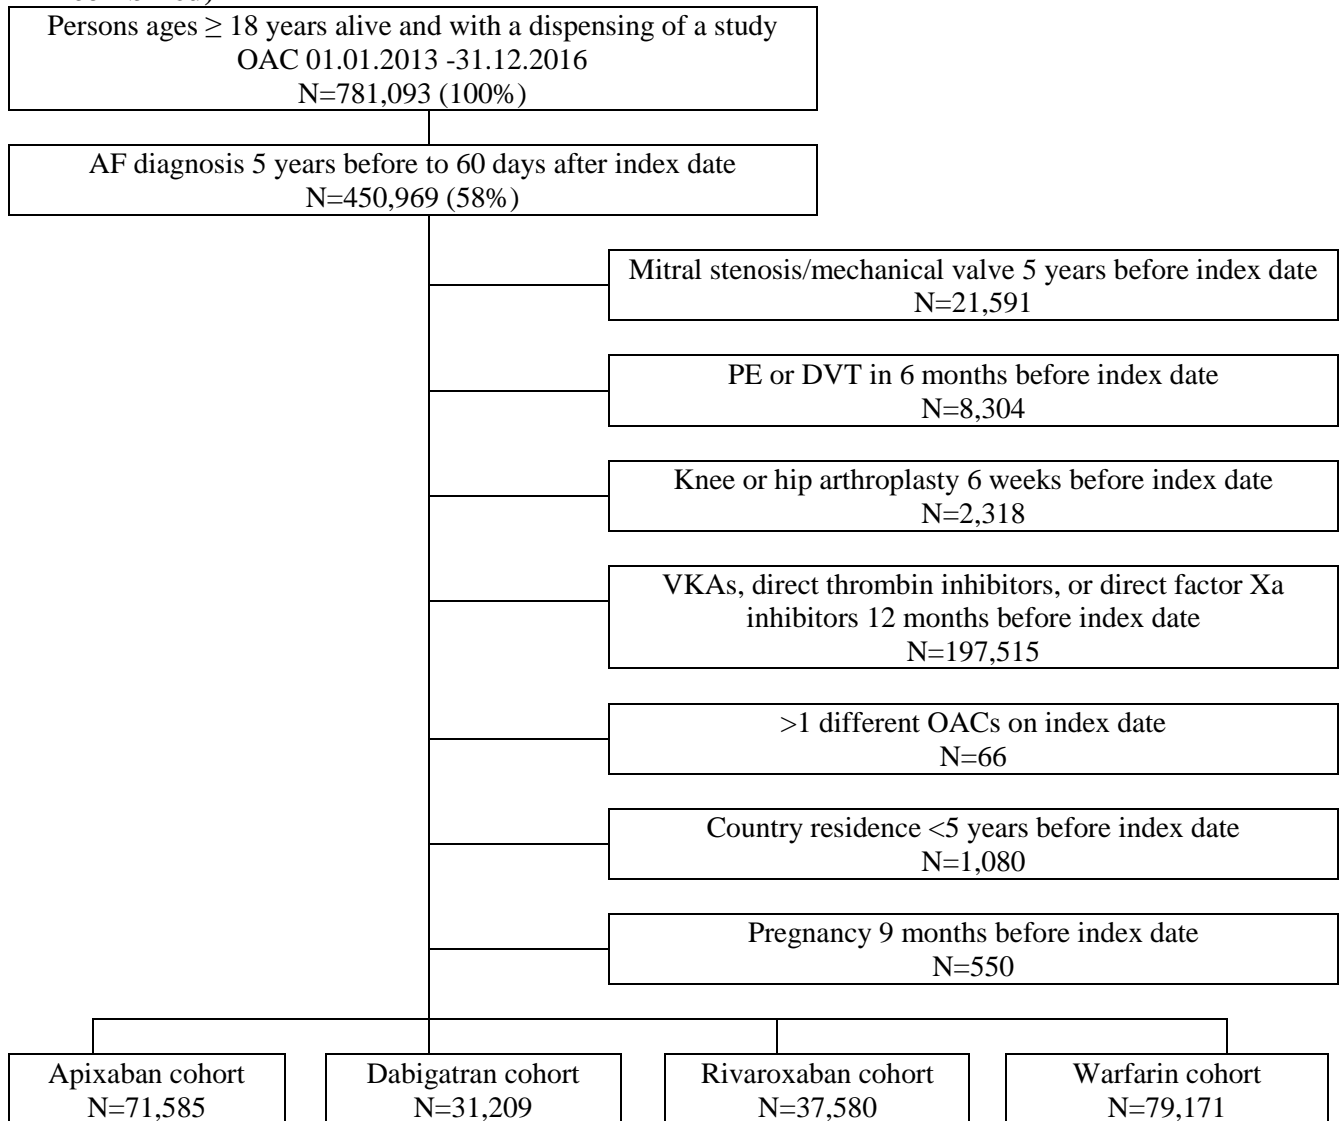 Persons ages ≥ 18 years alive and with a dispensing of a study
OAC 01.01.2013 -31.12.2016
N=781,093 (100%)
AF diagnosis 5 years before to 60 days after index date
N=450,969 (58%)
Mitral stenosis/mechanical valve 5 years before index date
N=21,591
PE or DVT in 6 months before index date
N=8,304
Knee or hip arthroplasty 6 weeks before index date
N=2,318
VKAs, direct thrombin inhibitors, or direct factor Xa
inhibitors 12 months before index date
N=197,515
>1 different OACs on index date
N=66
Country residence <5 years before index date
N=1,080
Pregnancy 9 months before index date
N=550
Apixaban cohort
N=71,585
Dabigatran cohort
N=31,209
Rivaroxaban cohort
N=37,580
Warfarin cohort
N=79,171